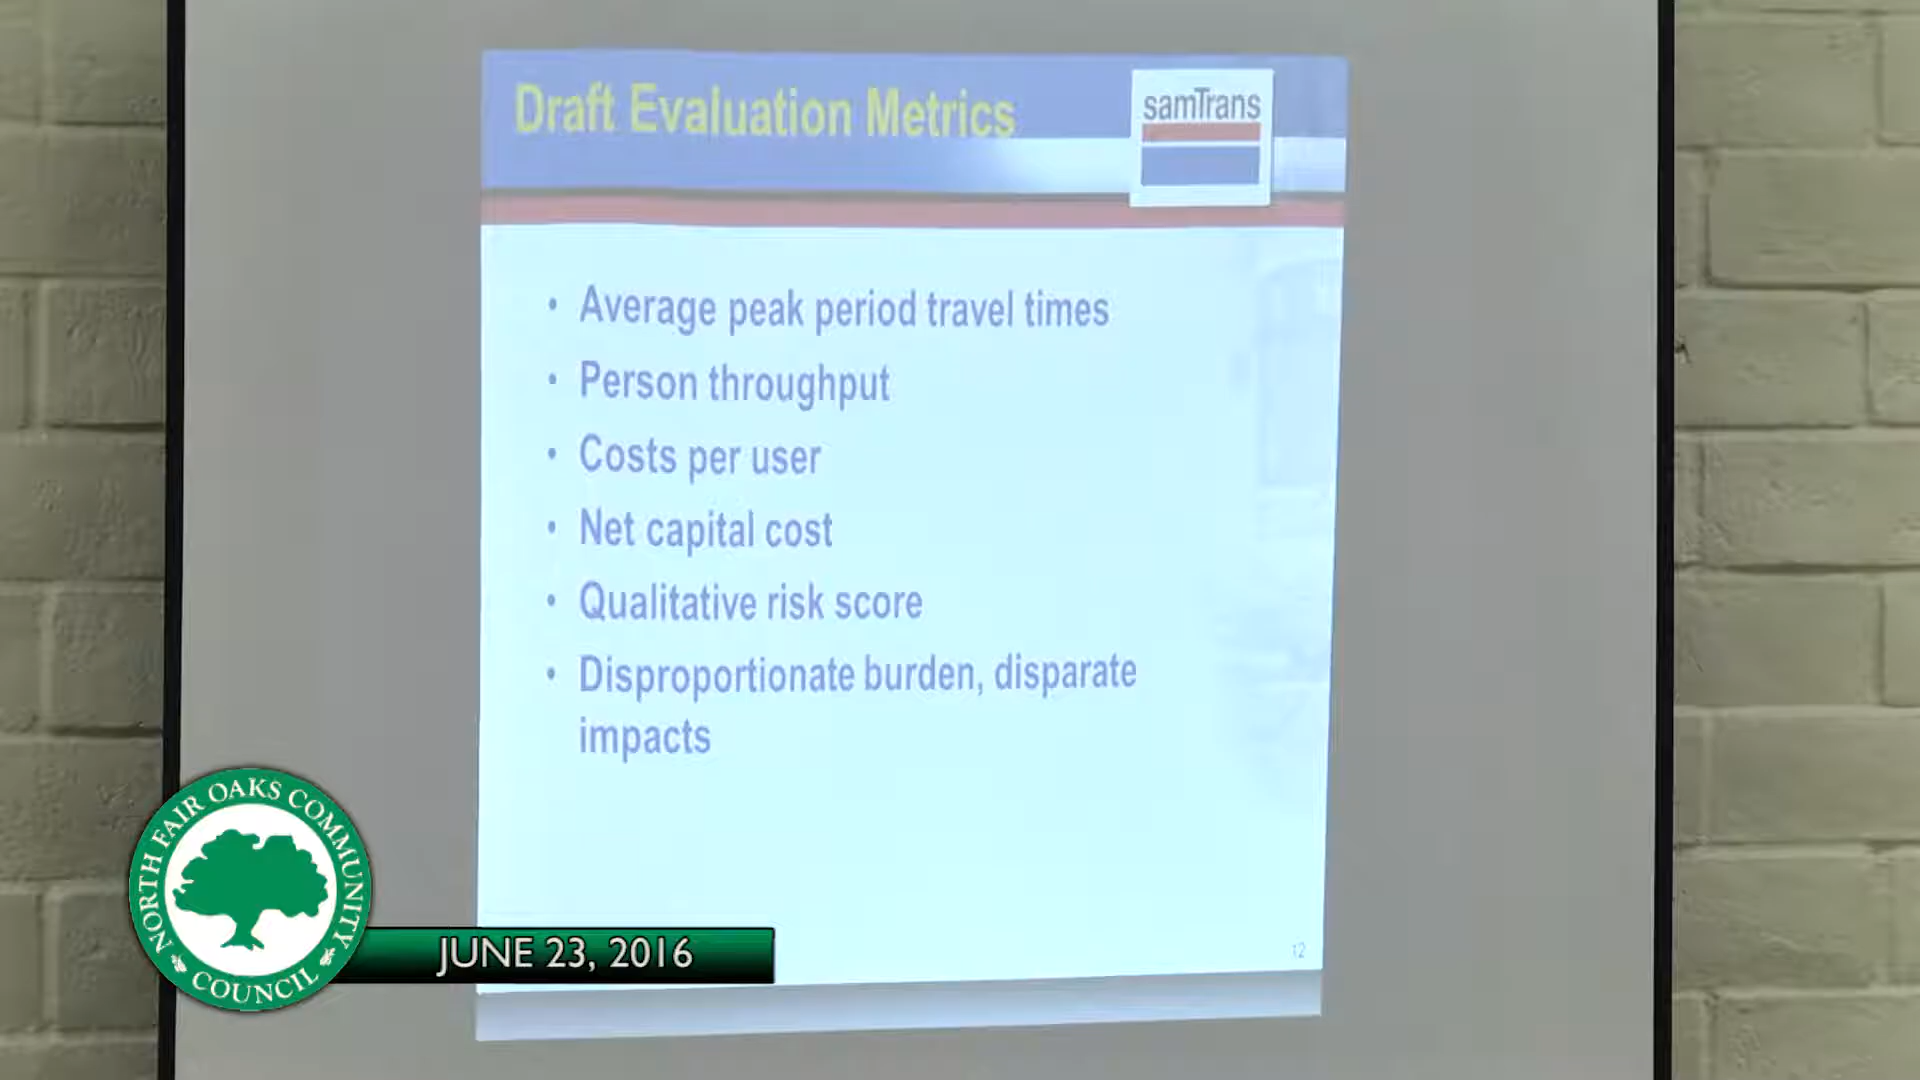 Draft Evaluation Metrics
samTrans
• Average peak period travel times
• Person throughput
• Costs per user
• Net capital cost
• Qualitative risk score
• Disproportionate burden, disparate
impacts
12
NORTH FAIR OAKS COMMUNITY
COUNCIL
JUNE 23, 2016